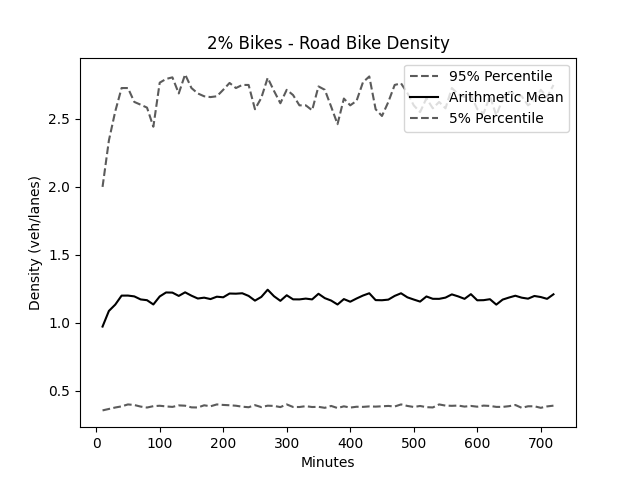 2% Bikes - Road Bike Density
95% Percentile
Arithmetic Mean
5% Percentile
Density (veh/lanes)
2.5
2.0
1.5
1.0
0.5
0 100 200 300 400 500 600 700
Minutes